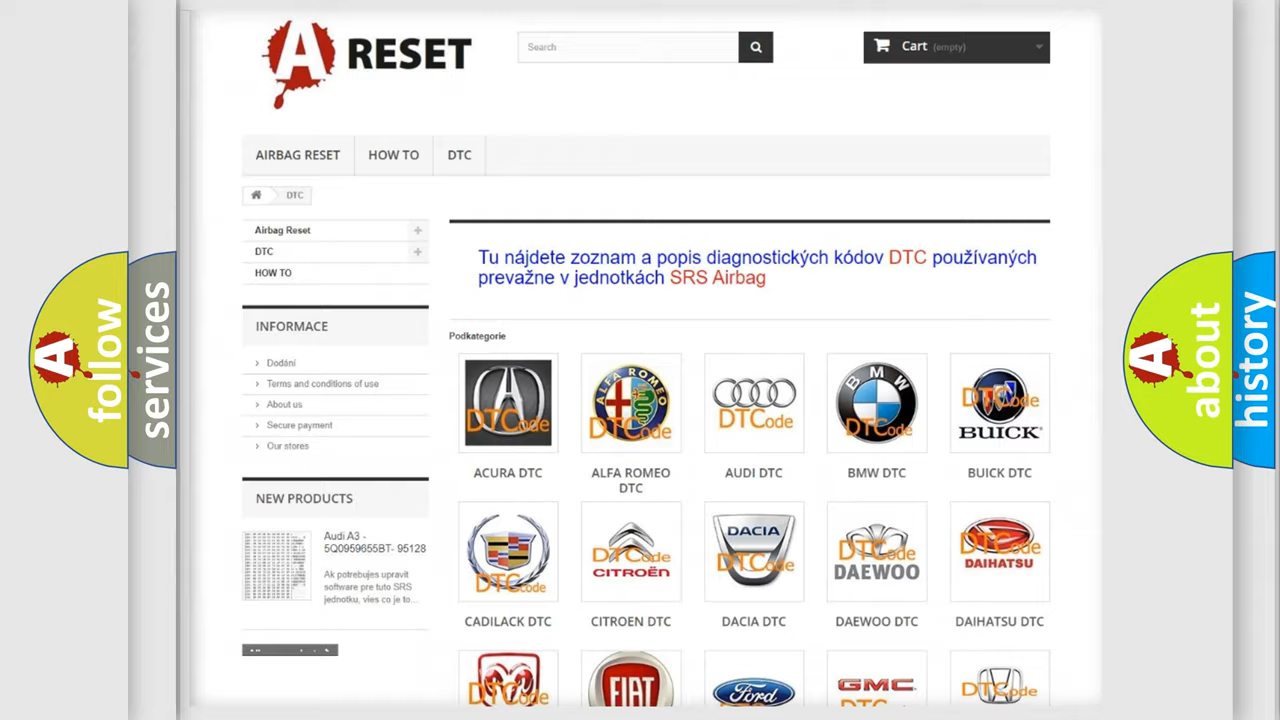 A RESET
Search
Cart (empty)
AIRBAG RESET
HOW TO
DTC
DTC
Airbag Reset
DTC
HOW TO
Tu nájdete zoznam a popis diagnostických kódov DTC používaných
prevažne v jednotkách SRS Airbag
INFORMACE
Dodání
Terms and conditions of use
About us
Secure payment
Our stores
NEW PRODUCTS
Audi A3 -
5Q0959655BT- 95128
Ak potrebujes upravit
software pre tuto SRS
jednotku, vies co je to...
Podkategorie
DTCode
ALFA ROMEO
DTCode
DTCode
BMW
DTCode
DTCode
BUICK
ACURA DTC
ALFA ROMEO
DTC
AUDI DTC
BMW DTC
BUICK DTC
DTCode
DTCode
CITROËN
DACIA
DTCode
DTCode
DAEWOO
DTCode
DAIHATSU
CADILACK DTC
CITROEN DTC
DACIA DTC
DAEWOO DTC
DAIHATSU DTC
DTCode
FIAT
Ford
GMC
DTCode
A follow
services
A about
history